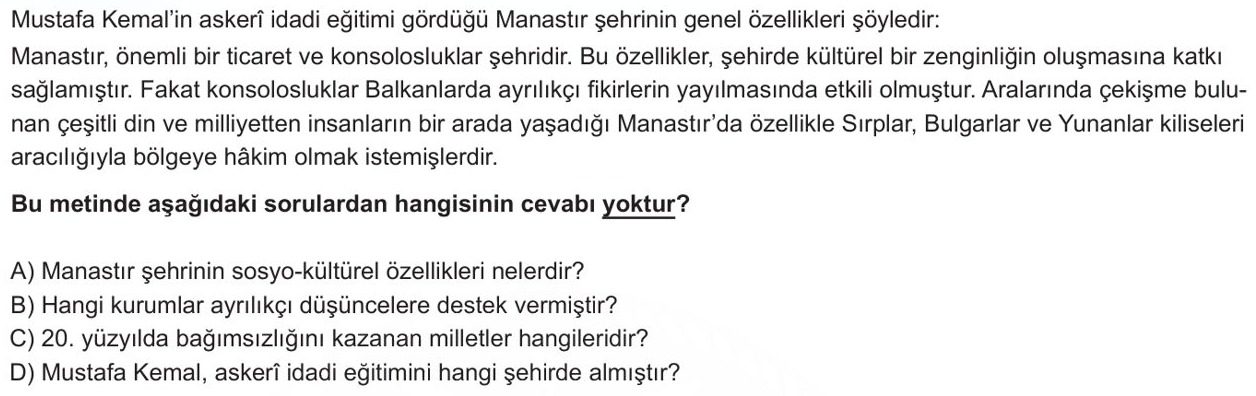 Mustafa Kemal’in askerî idadi eğitimi gördüğü Manastır şehrinin genel özellikleri şöyledir:
Manastır, önemli bir ticaret ve konsolosluklar şehridir. Bu özellikler, şehirde kültürel bir zenginliğin oluşmasına katkı
sağlamıştır. Fakat konsolosluklar Balkanlarda ayrılıkçı fikirlerin yayılmasında etkili olmuştur. Aralarında çekişme bulu-
nan çeşitli din ve milliyetten insanların bir arada yaşadığı Manastır’da özellikle Sırplar, Bulgarlar ve Yunanlar kiliseleri
aracılığıyla bölgeye hâkim olmak istemişlerdir.
Bu metinde aşağıdaki sorulardan hangisinin cevabı yoktur?
A) Manastır şehrinin sosyo-kültürel özellikleri nelerdir?
B) Hangi kurumlar ayrılıkçı düşüncelere destek vermiştir?
C) 20. yüzyılda bağımsızlığını kazanan milletler hangileridir?
D) Mustafa Kemal, askerî idadi eğitimini hangi şehirde almıştır?